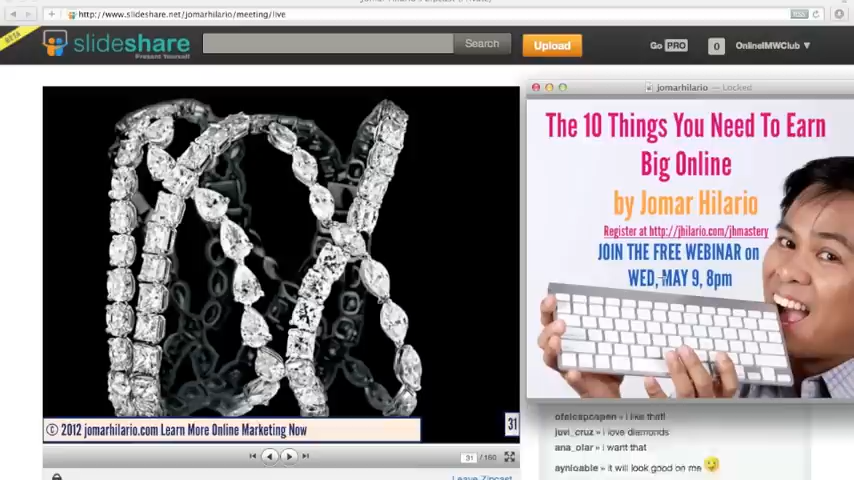 http://www.slideshare.net/jomarhilario/meeting/live
slideshare
Present Yourself
Search
Upload
Go PRO
0
OnlineIMWClub ▼
jomarhilario — Locked
The 10 Things You Need To Earn
Big Online
by Jomar Hilario
Register at http://jhilario.com/jhmastery
JOIN THE FREE WEBINAR on
WED, MAY 9, 8pm
© 2012 jomarhilario.com Learn More Online Marketing Now
31
31 / 160
Leave Zipcast
» i like that!
jovi_cruz » i love diamonds
ana_olar » i want that
aynioable » it will look good on me